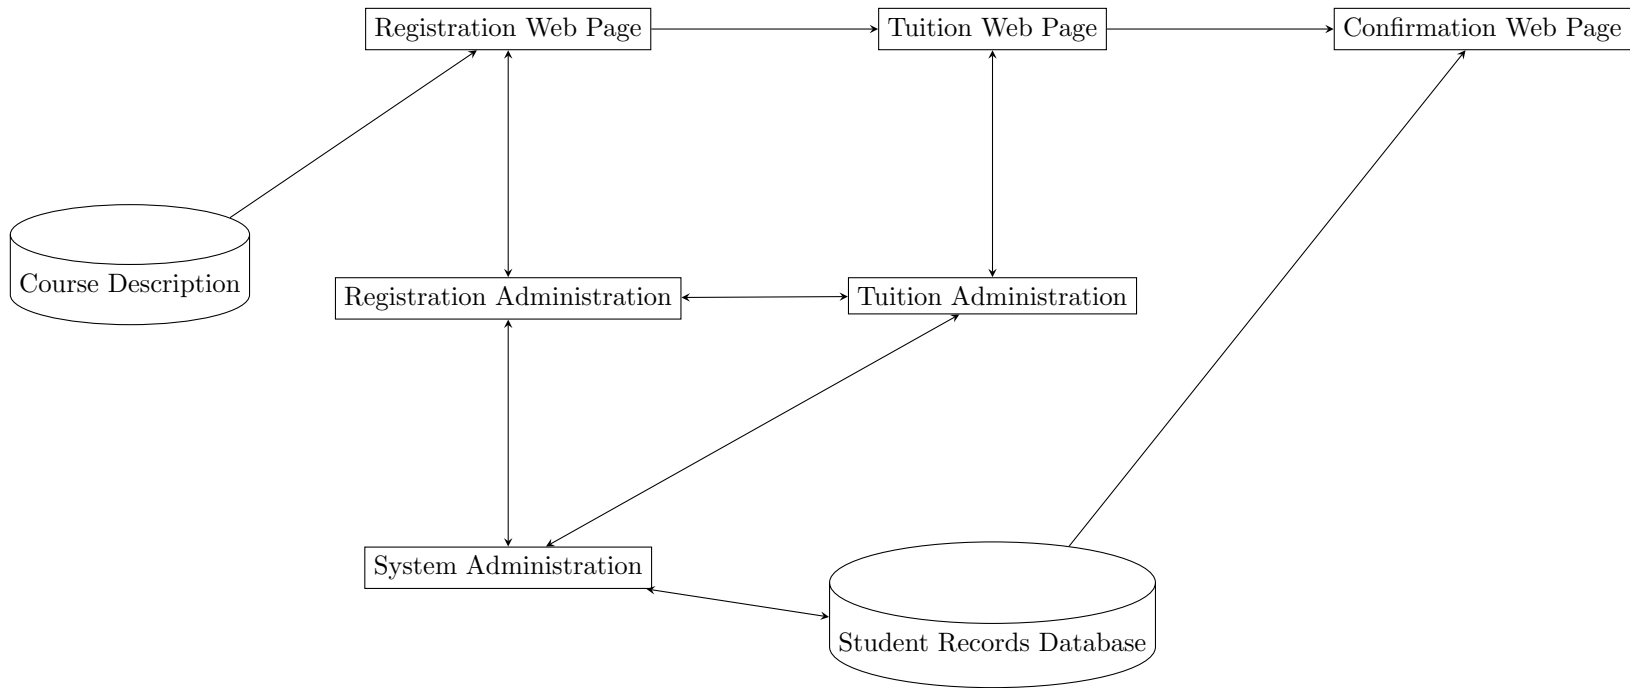 Registration Web Page
Tuition Web Page
Confirmation Web Page
Course Description
Registration Administration
Tuition Administration
System Administration
Student Records Database